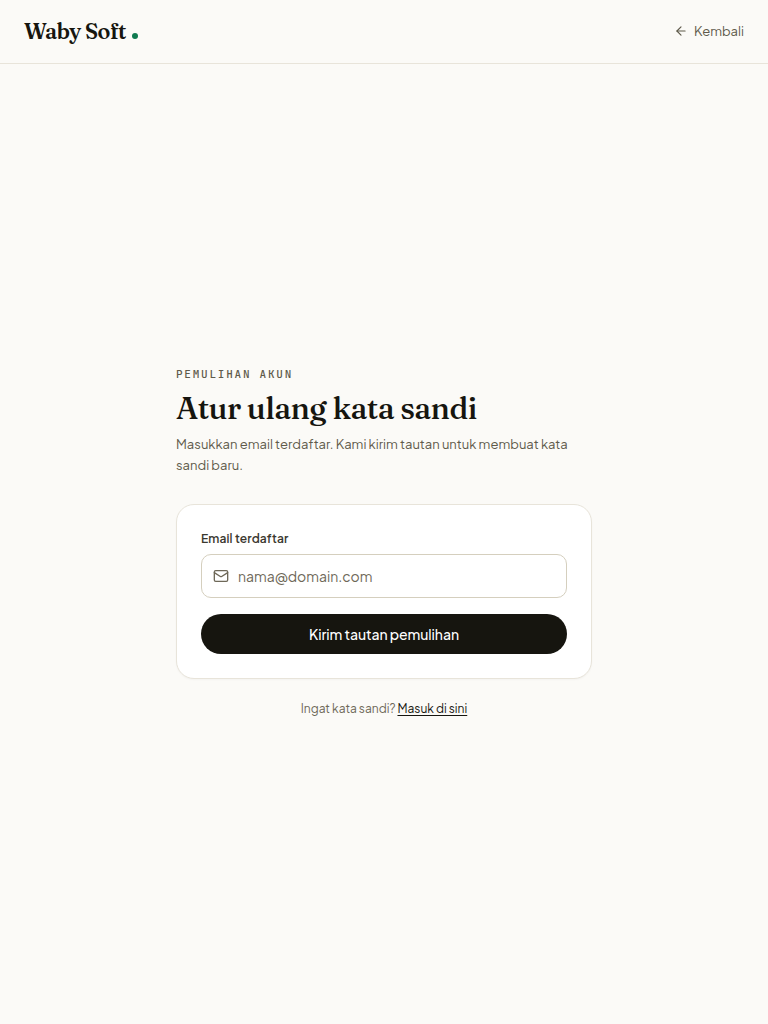 Waby Soft
Kembali
PEMULIHAN AKUN
Atur ulang kata sandi
Masukkan email terdaftar. Kami kirim tautan untuk membuat kata
sandi baru.
Email terdaftar
nama@domain.com
Kirim tautan pemulihan
Ingat kata sandi? Masuk di sini